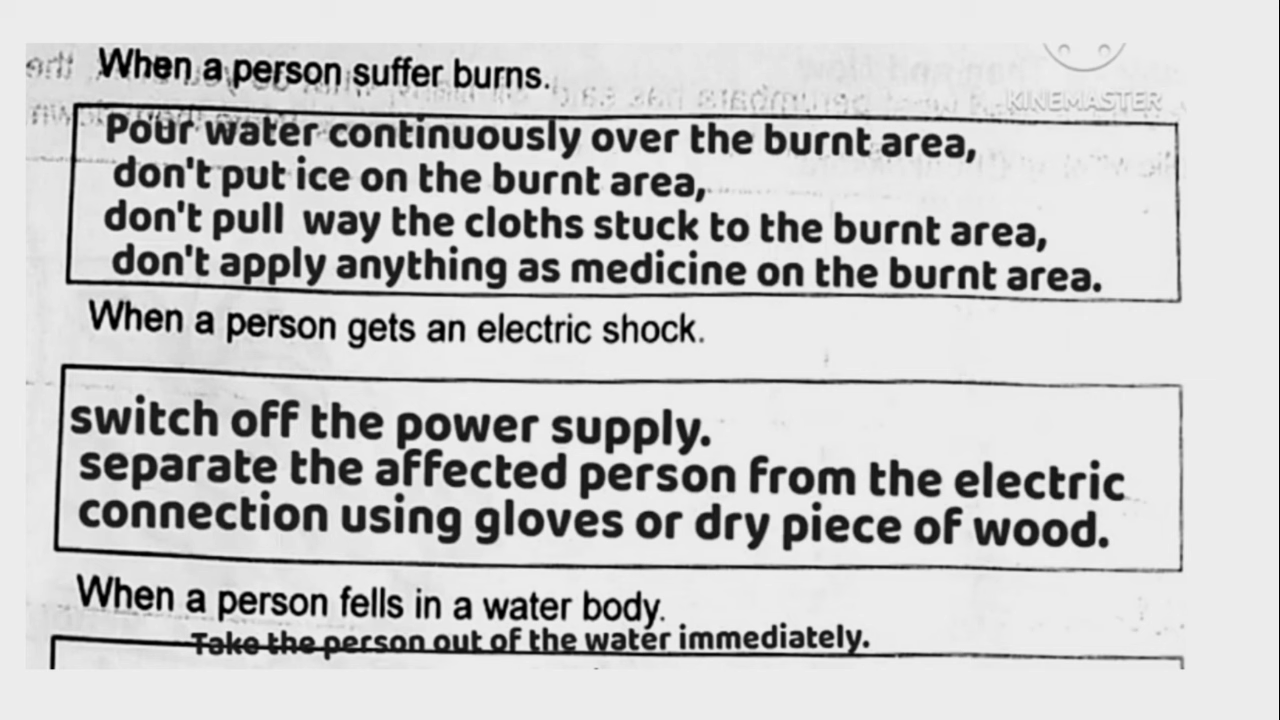 When a person suffer burns.
KINEMASTER
Pour water continuously over the burnt area,
don't put ice on the burnt area,
don't pull way the cloths stuck to the burnt area,
don't apply anything as medicine on the burnt area.
When a person gets an electric shock.
switch off the power supply.
separate the affected person from the electric
connection using gloves or dry piece of wood.
When a person fells in a water body.
Take the person out of the water immediately.